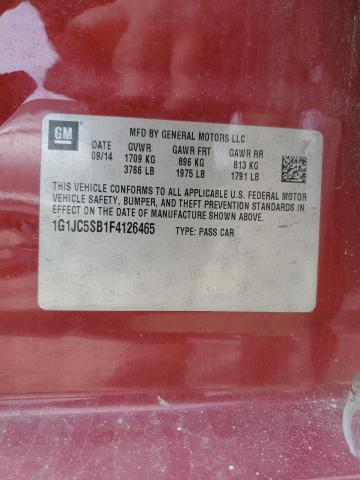 GM
MFD BY GENERAL MOTORS LLC
DATE GVWR GAWR FRT GAWR RR
09/14 1709 KG 896 KG 813 KG
3766 LB 1975 LB 1791 LB
THIS VEHICLE CONFORMS TO ALL APPLICABLE U.S. FEDERAL MOTOR
VEHICLE SAFETY, BUMPER, AND THEFT PREVENTION STANDARDS IN
EFFECT ON THE DATE OF MANUFACTURE SHOWN ABOVE.
1G1JC5SB1F4126465 TYPE: PASS CAR